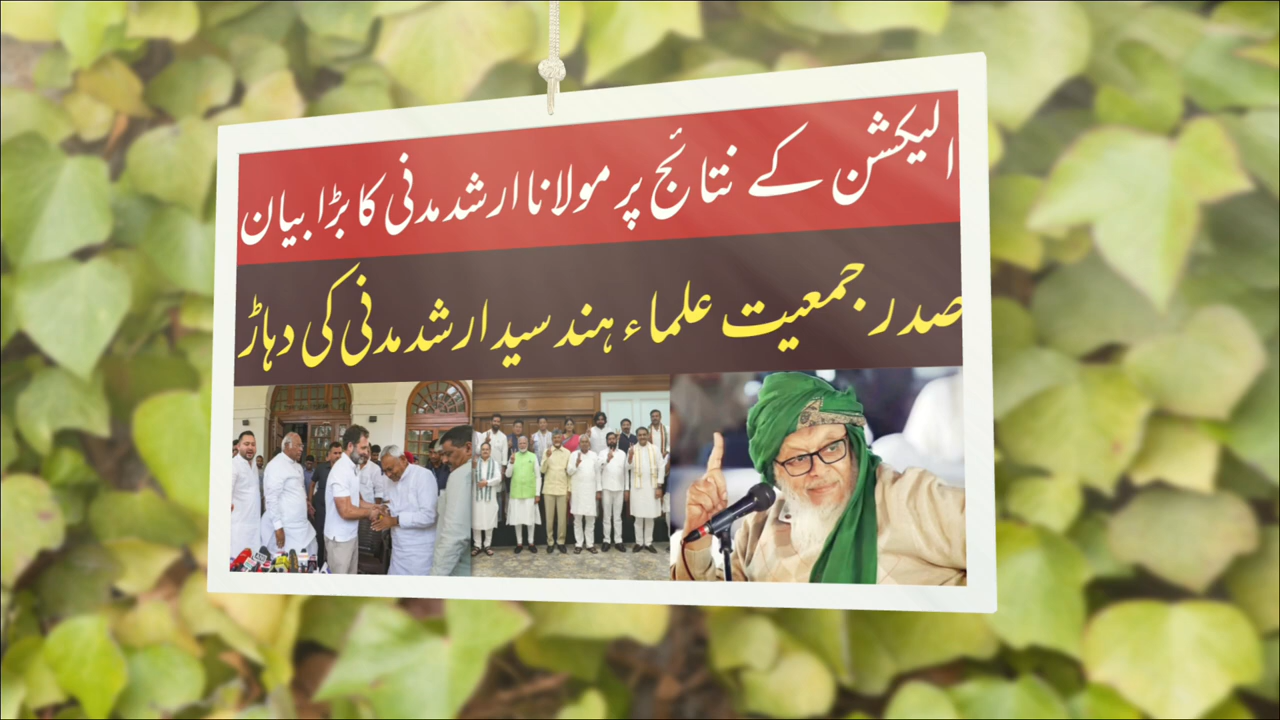 الیکشن کے نتائج پر مولانا ارشد مدنی کا بڑا بیان
صدر جمعیت علماء ہند سید ارشد مدنی کی دہاڑ